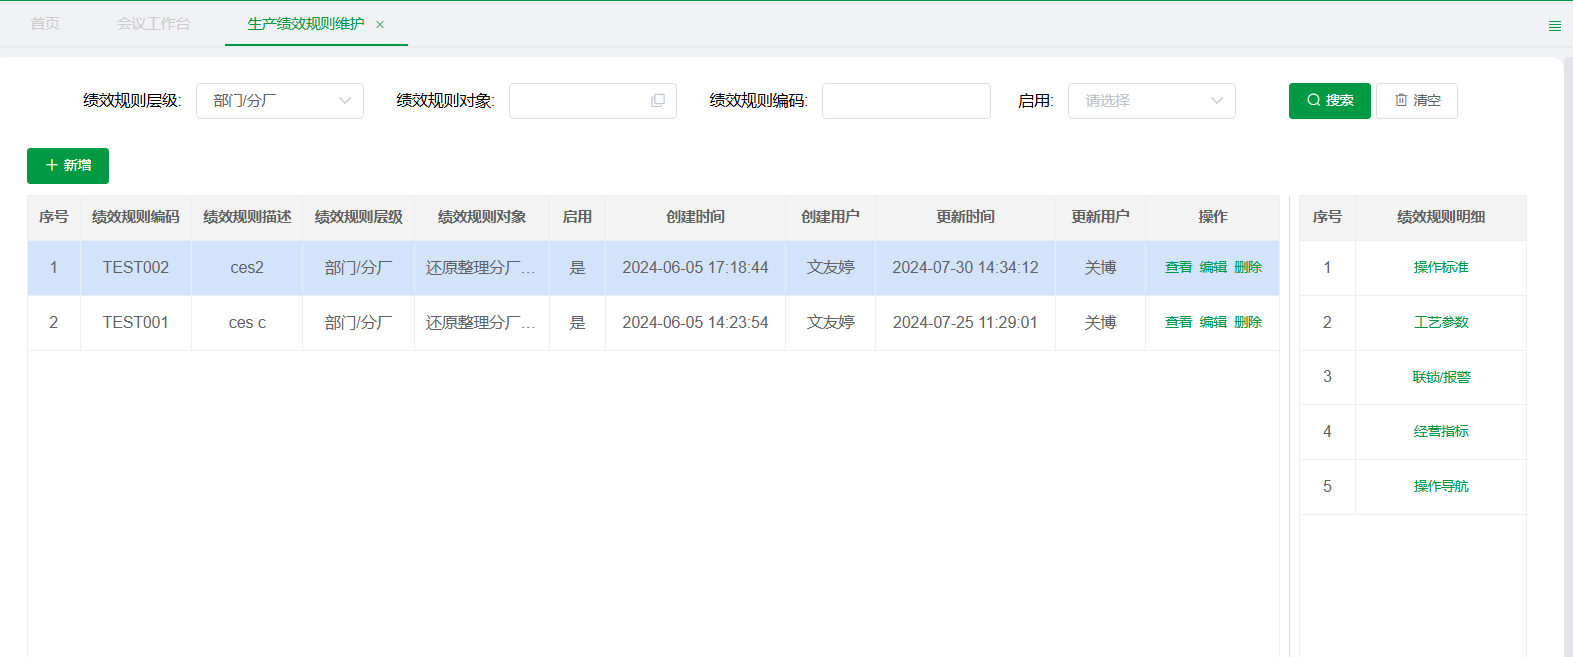 首页 会议工作台 生产绩效规则维护 ×
绩效规则层级: 部门/分厂 绩效规则对象: 绩效规则编码: 启用: 请选择 搜索 清空
新增
序号 绩效规则编码 绩效规则描述 绩效规则层级 绩效规则对象 启用 创建时间 创建用户 更新时间 更新用户 操作 序号 绩效规则明细
1 TEST002 ces2 部门/分厂 还原整理分厂... 是 2024-06-05 17:18:44 文友婷 2024-07-30 14:34:12 关博 查看 编辑 删除 1 操作标准
2 TEST001 ces c 部门/分厂 还原整理分厂... 是 2024-06-05 14:23:54 文友婷 2024-07-25 11:29:01 关博 查看 编辑 删除 2 工艺参数
3 联锁/报警
4 经营指标
5 操作导航